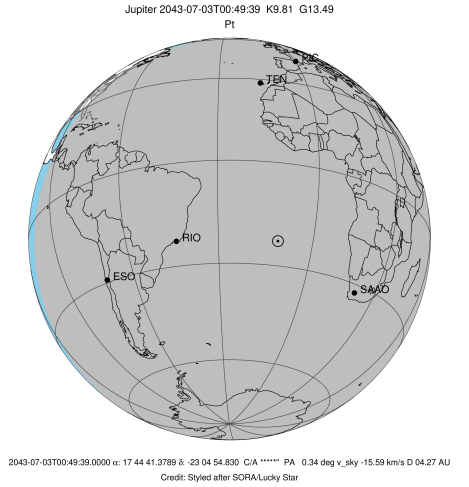 Jupiter 2043-07-03T00:49:39 K9.81 G13.49
Pt
PIC
TEN
RIO
ESO
SAAO
2043-07-03T00:49:39.0000 α: 17 44 41.3789 δ: -23 04 54.830 C/A *****" PA 0.34 deg v_sky -15.59 km/s D 04.27 AU
Credit: Styled after SORA/Lucky Star